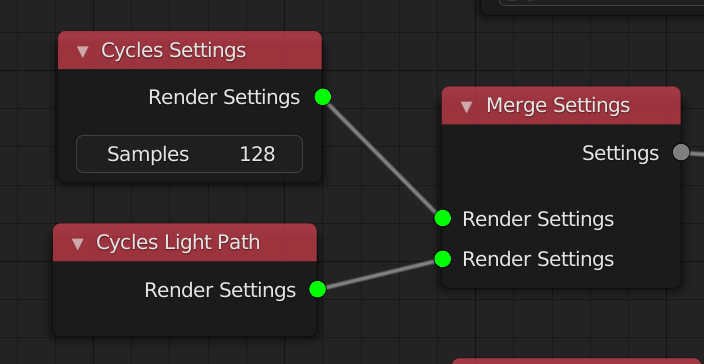 Cycles Settings
Render Settings
Samples 128
Cycles Light Path
Render Settings
Merge Settings
Settings
Render Settings
Render Settings